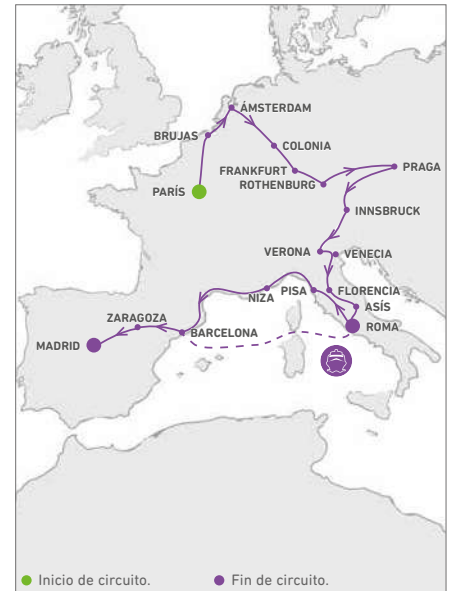 ÁMSTERDAM
BRUJAS
COLONIA
FRANKFURT
PRAGA
ROTHENBURG
PARÍS
INNSBRUCK
VERONA
VENECIA
NIZA
PISA
FLORENCIA
ASÍS
ZARAGOZA
BARCELONA
ROMA
MADRID
Inicio de circuito.
Fin de circuito.